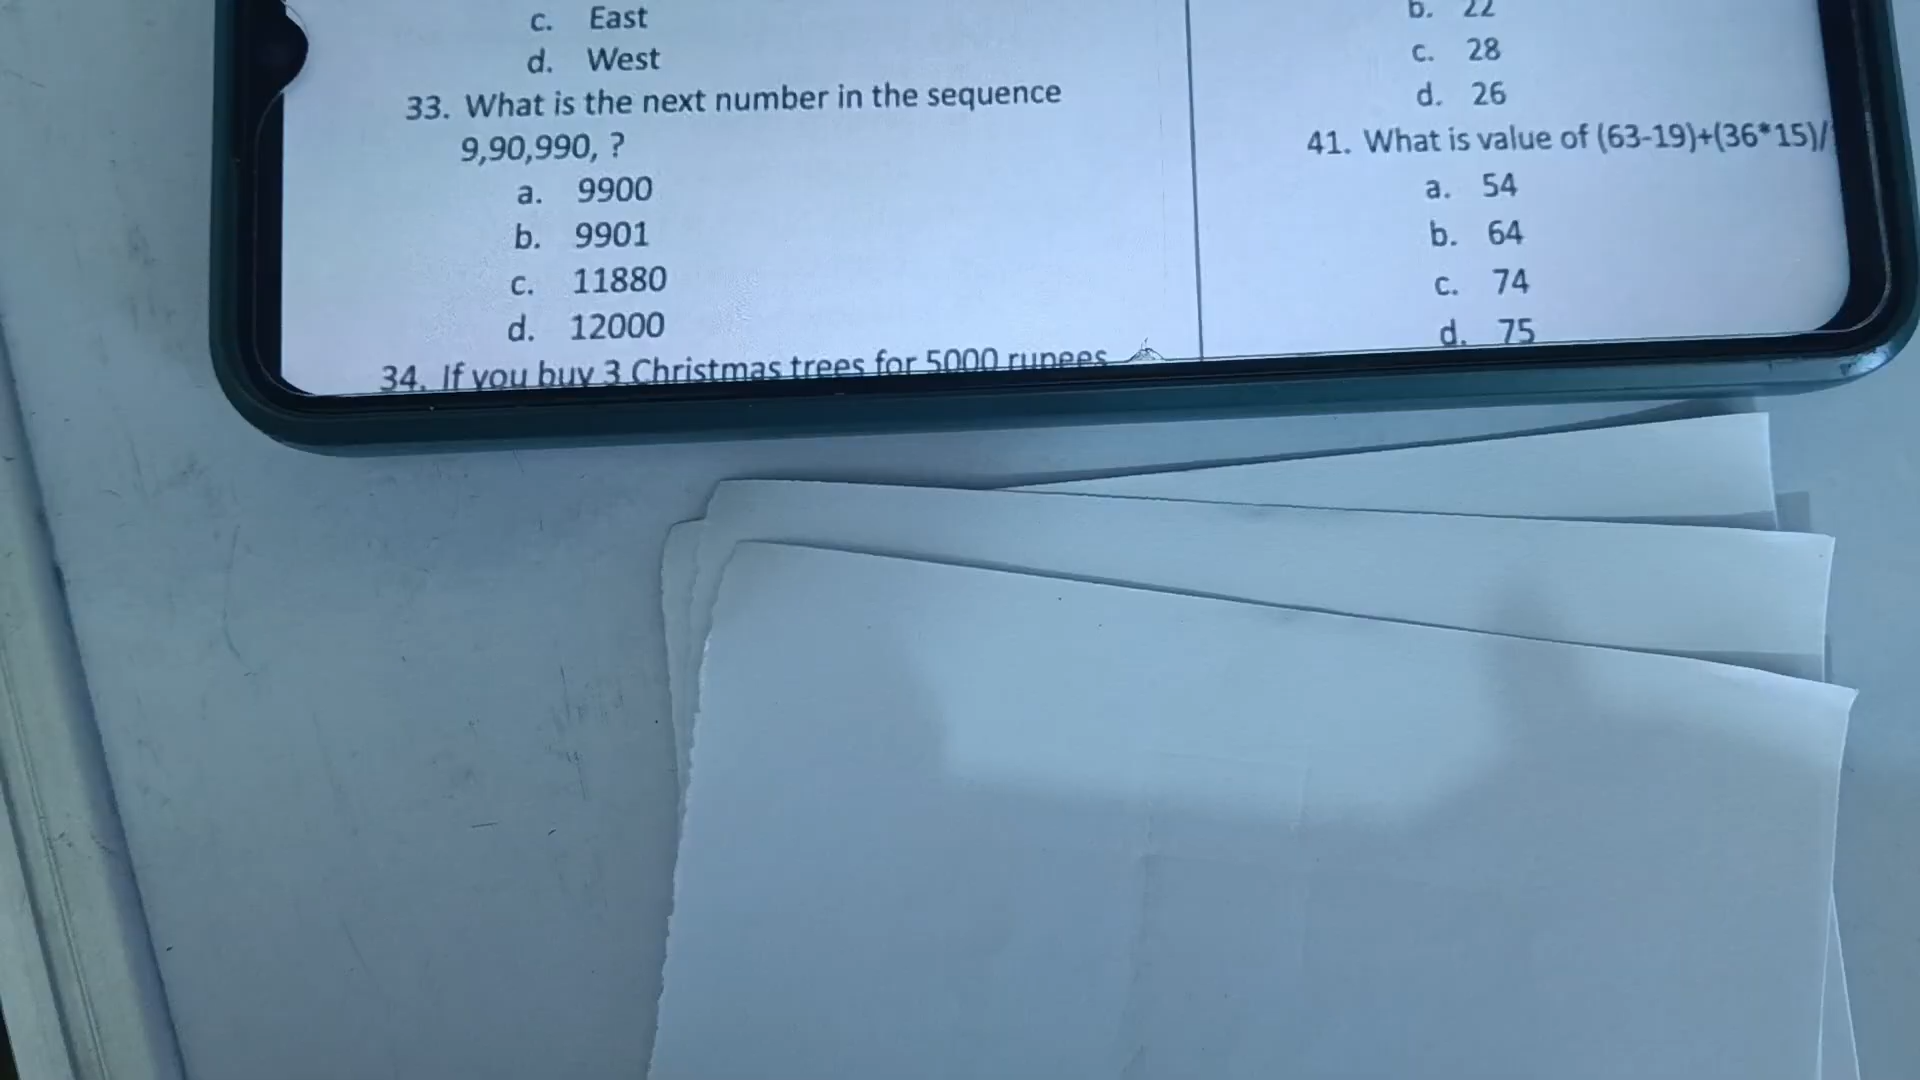 c. East
d. West
33. What is the next number in the sequence
9,90,990, ?
a. 9900
b. 9901
c. 11880
d. 12000
34. If you buy 3 Christmas trees for 5000 rupees
b. 22
c. 28
d. 26
41. What is value of (63-19)+(36*15)/
a. 54
b. 64
c. 74
d. 75